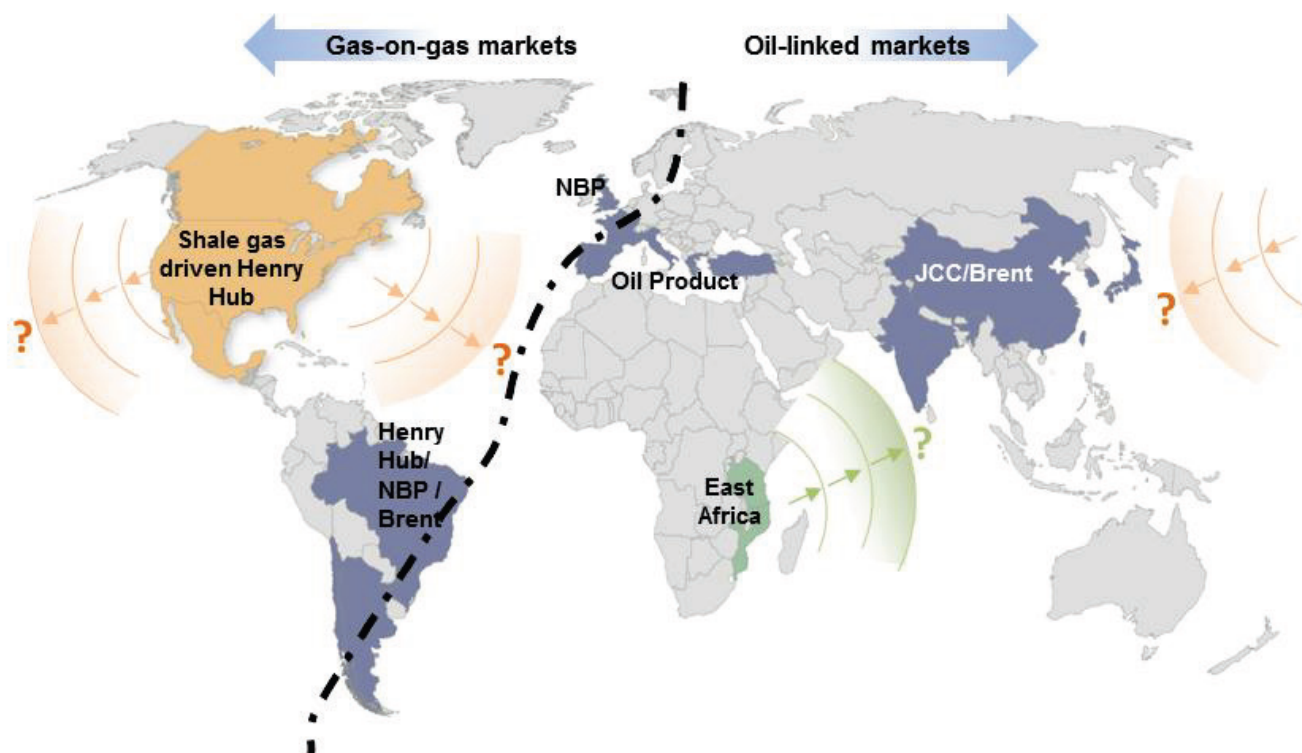 Gas-on-gas markets
Oil-linked markets
NBP
Shale gas
driven Henry
Hub
Oil Product
JCC/Brent
?
?
?
?
Henry
Hub/
NBP /
Brent
East
Africa